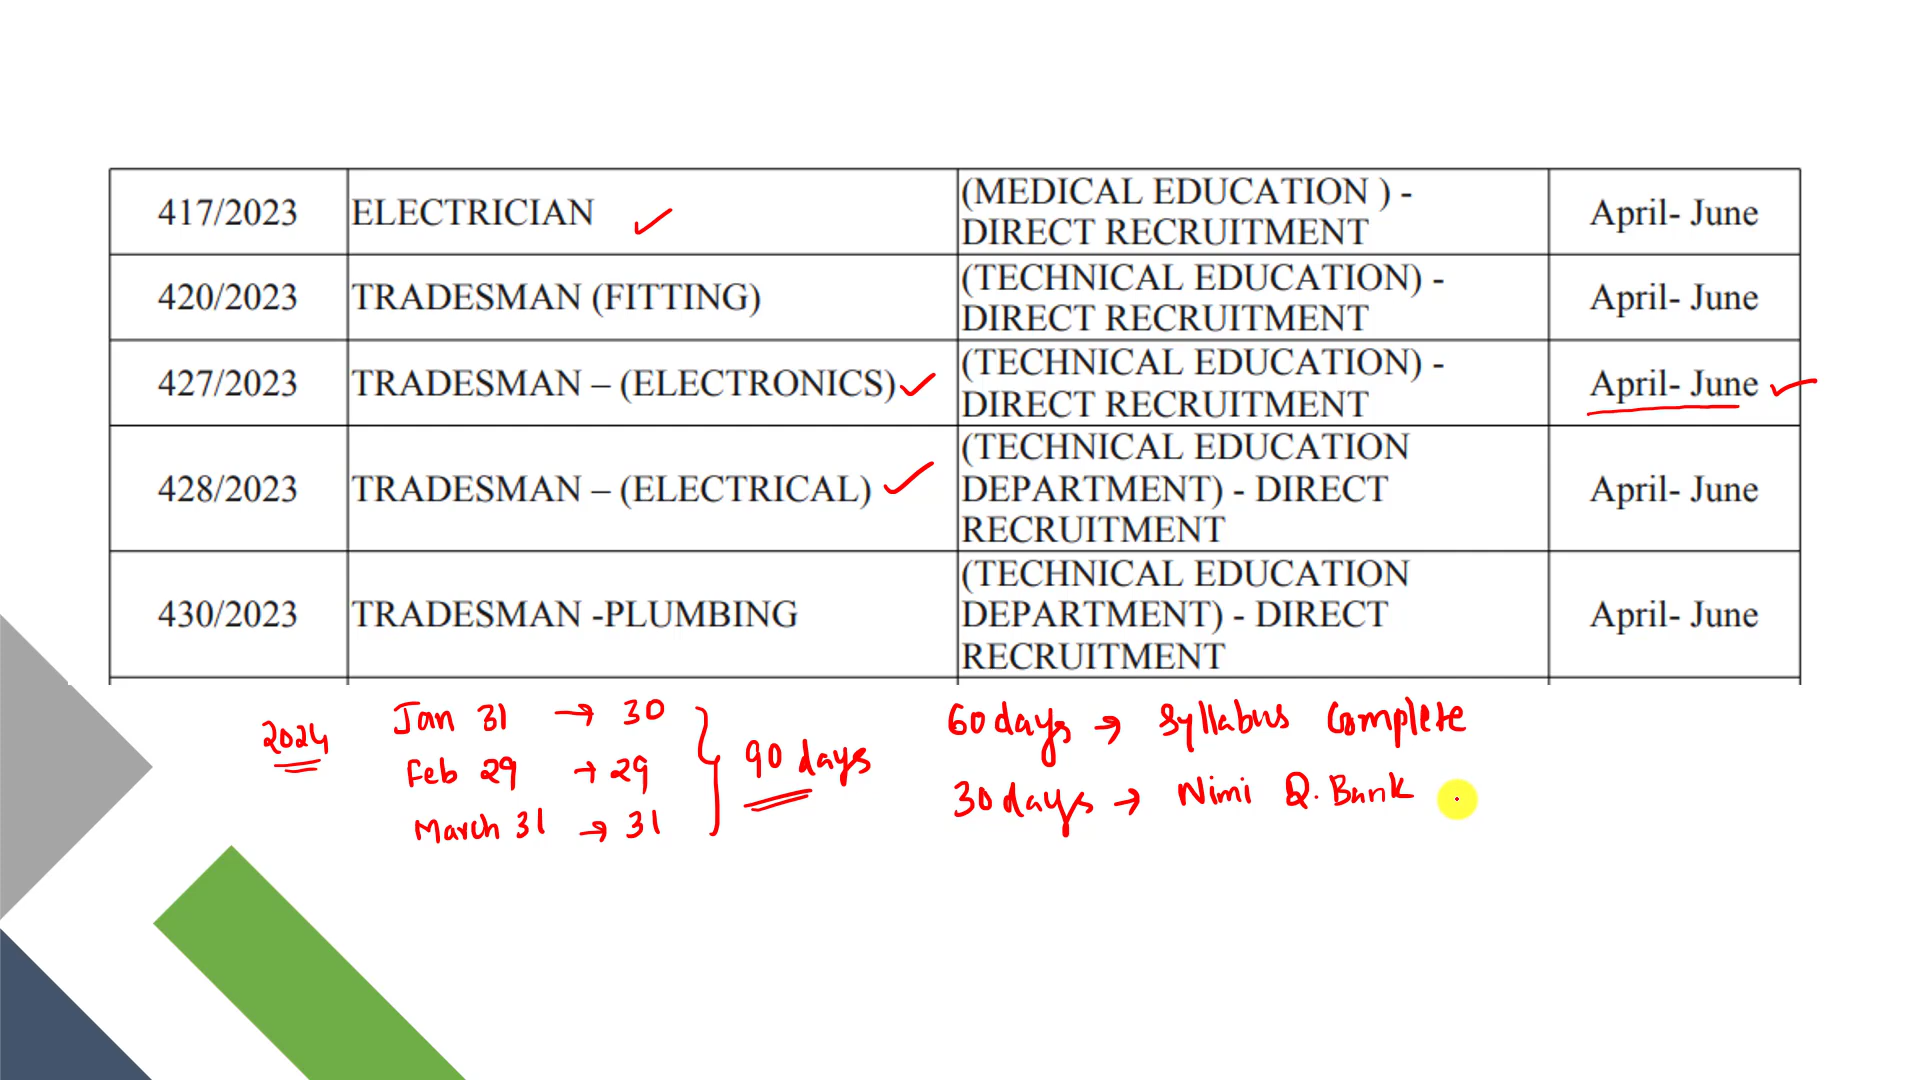 417/2023 ELECTRICIAN (MEDICAL EDUCATION ) - April- June
DIRECT RECRUITMENT
420/2023 TRADESMAN (FITTING) (TECHNICAL EDUCATION) - April- June
DIRECT RECRUITMENT
427/2023 TRADESMAN – (ELECTRONICS) (TECHNICAL EDUCATION) - April- June
DIRECT RECRUITMENT
428/2023 TRADESMAN – (ELECTRICAL) (TECHNICAL EDUCATION April- June
DEPARTMENT) - DIRECT
RECRUITMENT
430/2023 TRADESMAN -PLUMBING (TECHNICAL EDUCATION April- June
DEPARTMENT) - DIRECT
RECRUITMENT
2024
Jan 31 → 30
Feb 29 → 29
March 31 → 31
90 days
60 days → Syllabus Complete
30 days → Nimi Q. Bank